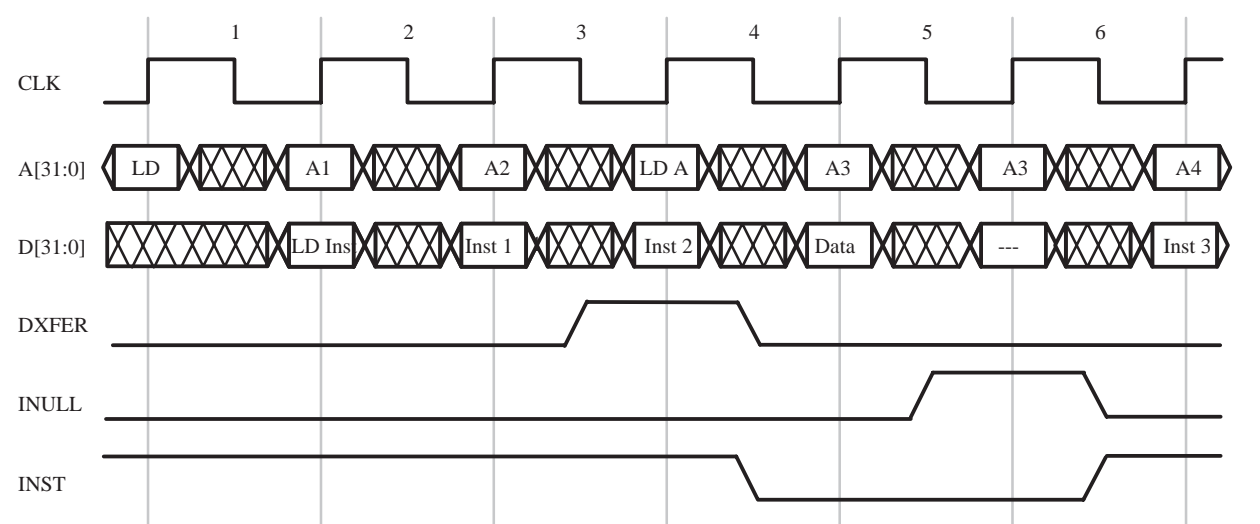 1 2 3 4 5 6
CLK
A[31:0] LD A1 A2 LD A A3 A3 A4
D[31:0] LD Inst Inst 1 Inst 2 Data --- Inst 3
DXFER
INULL
INST